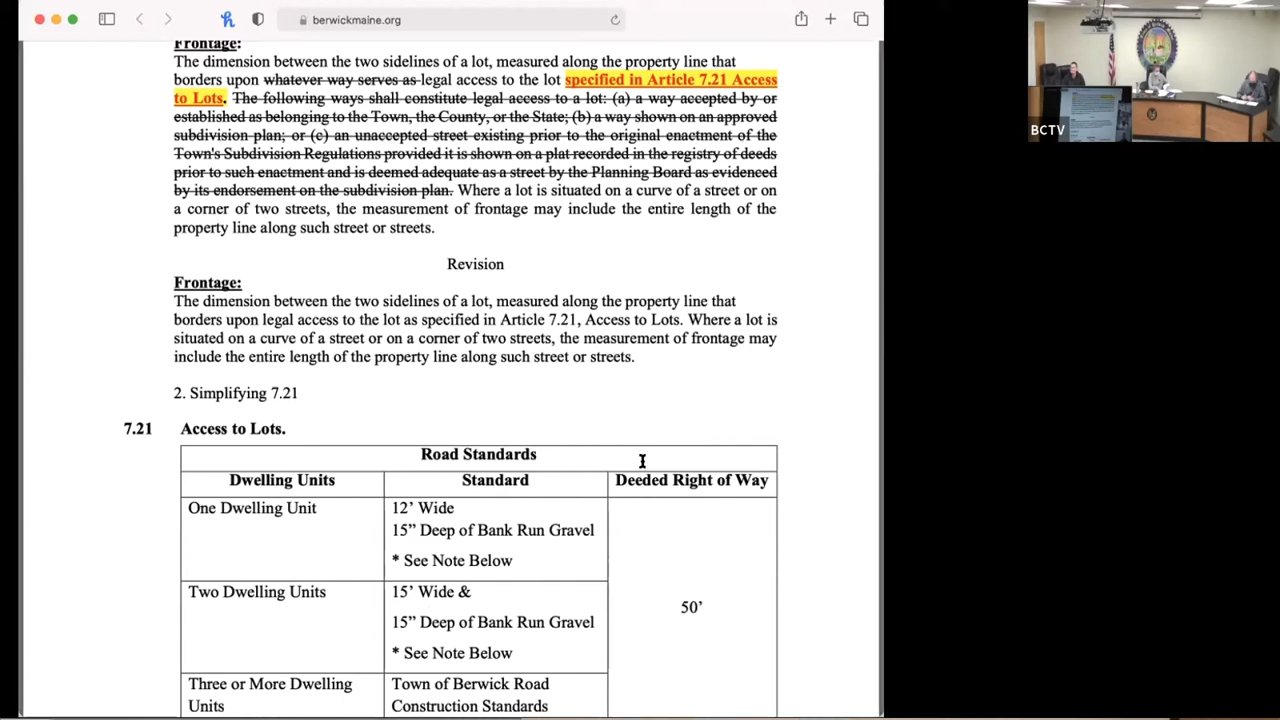 berwickmaine.org
Frontage:
The dimension between the two sidelines of a lot, measured along the property line that
borders upon whatever way serves as legal access to the lot specified in Article 7.21 Access
to Lots. The following ways shall constitute legal access to a lot: (a) a way accepted by or
established as belonging to the Town, the County, or the State; (b) a way shown on an approved
subdivision plan; or (c) an unaccepted street existing prior to the original enactment of the
Town's Subdivision Regulations provided it is shown on a plat recorded in the registry of deeds
prior to such enactment and is deemed adequate as a street by the Planning Board as evidenced
by its endorsement on the subdivision plan. Where a lot is situated on a curve of a street or on
a corner of two streets, the measurement of frontage may include the entire length of the
property line along such street or streets.
Revision
Frontage:
The dimension between the two sidelines of a lot, measured along the property line that
borders upon legal access to the lot as specified in Article 7.21, Access to Lots. Where a lot is
situated on a curve of a street or on a corner of two streets, the measurement of frontage may
include the entire length of the property line along such street or streets.
2. Simplifying 7.21
7.21 Access to Lots.
Road Standards
Dwelling Units Standard Deeded Right of Way
One Dwelling Unit 12’ Wide
15” Deep of Bank Run Gravel
* See Note Below
Two Dwelling Units 15’ Wide &
15” Deep of Bank Run Gravel
50’
* See Note Below
Three or More Dwelling Town of Berwick Road
Units Construction Standards
BCTV